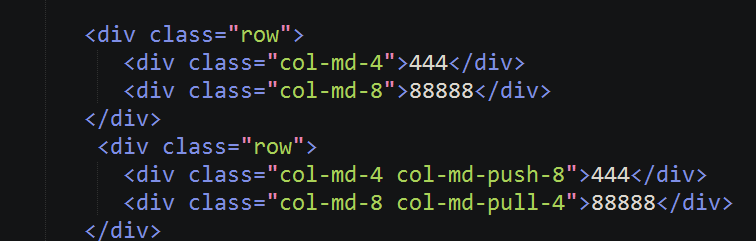 <div class="row">
<div class="col-md-4">444</div>
<div class="col-md-8">88888</div>
</div>
<div class="row">
<div class="col-md-4 col-md-push-8">444</div>
<div class="col-md-8 col-md-pull-4">88888</div>
</div>